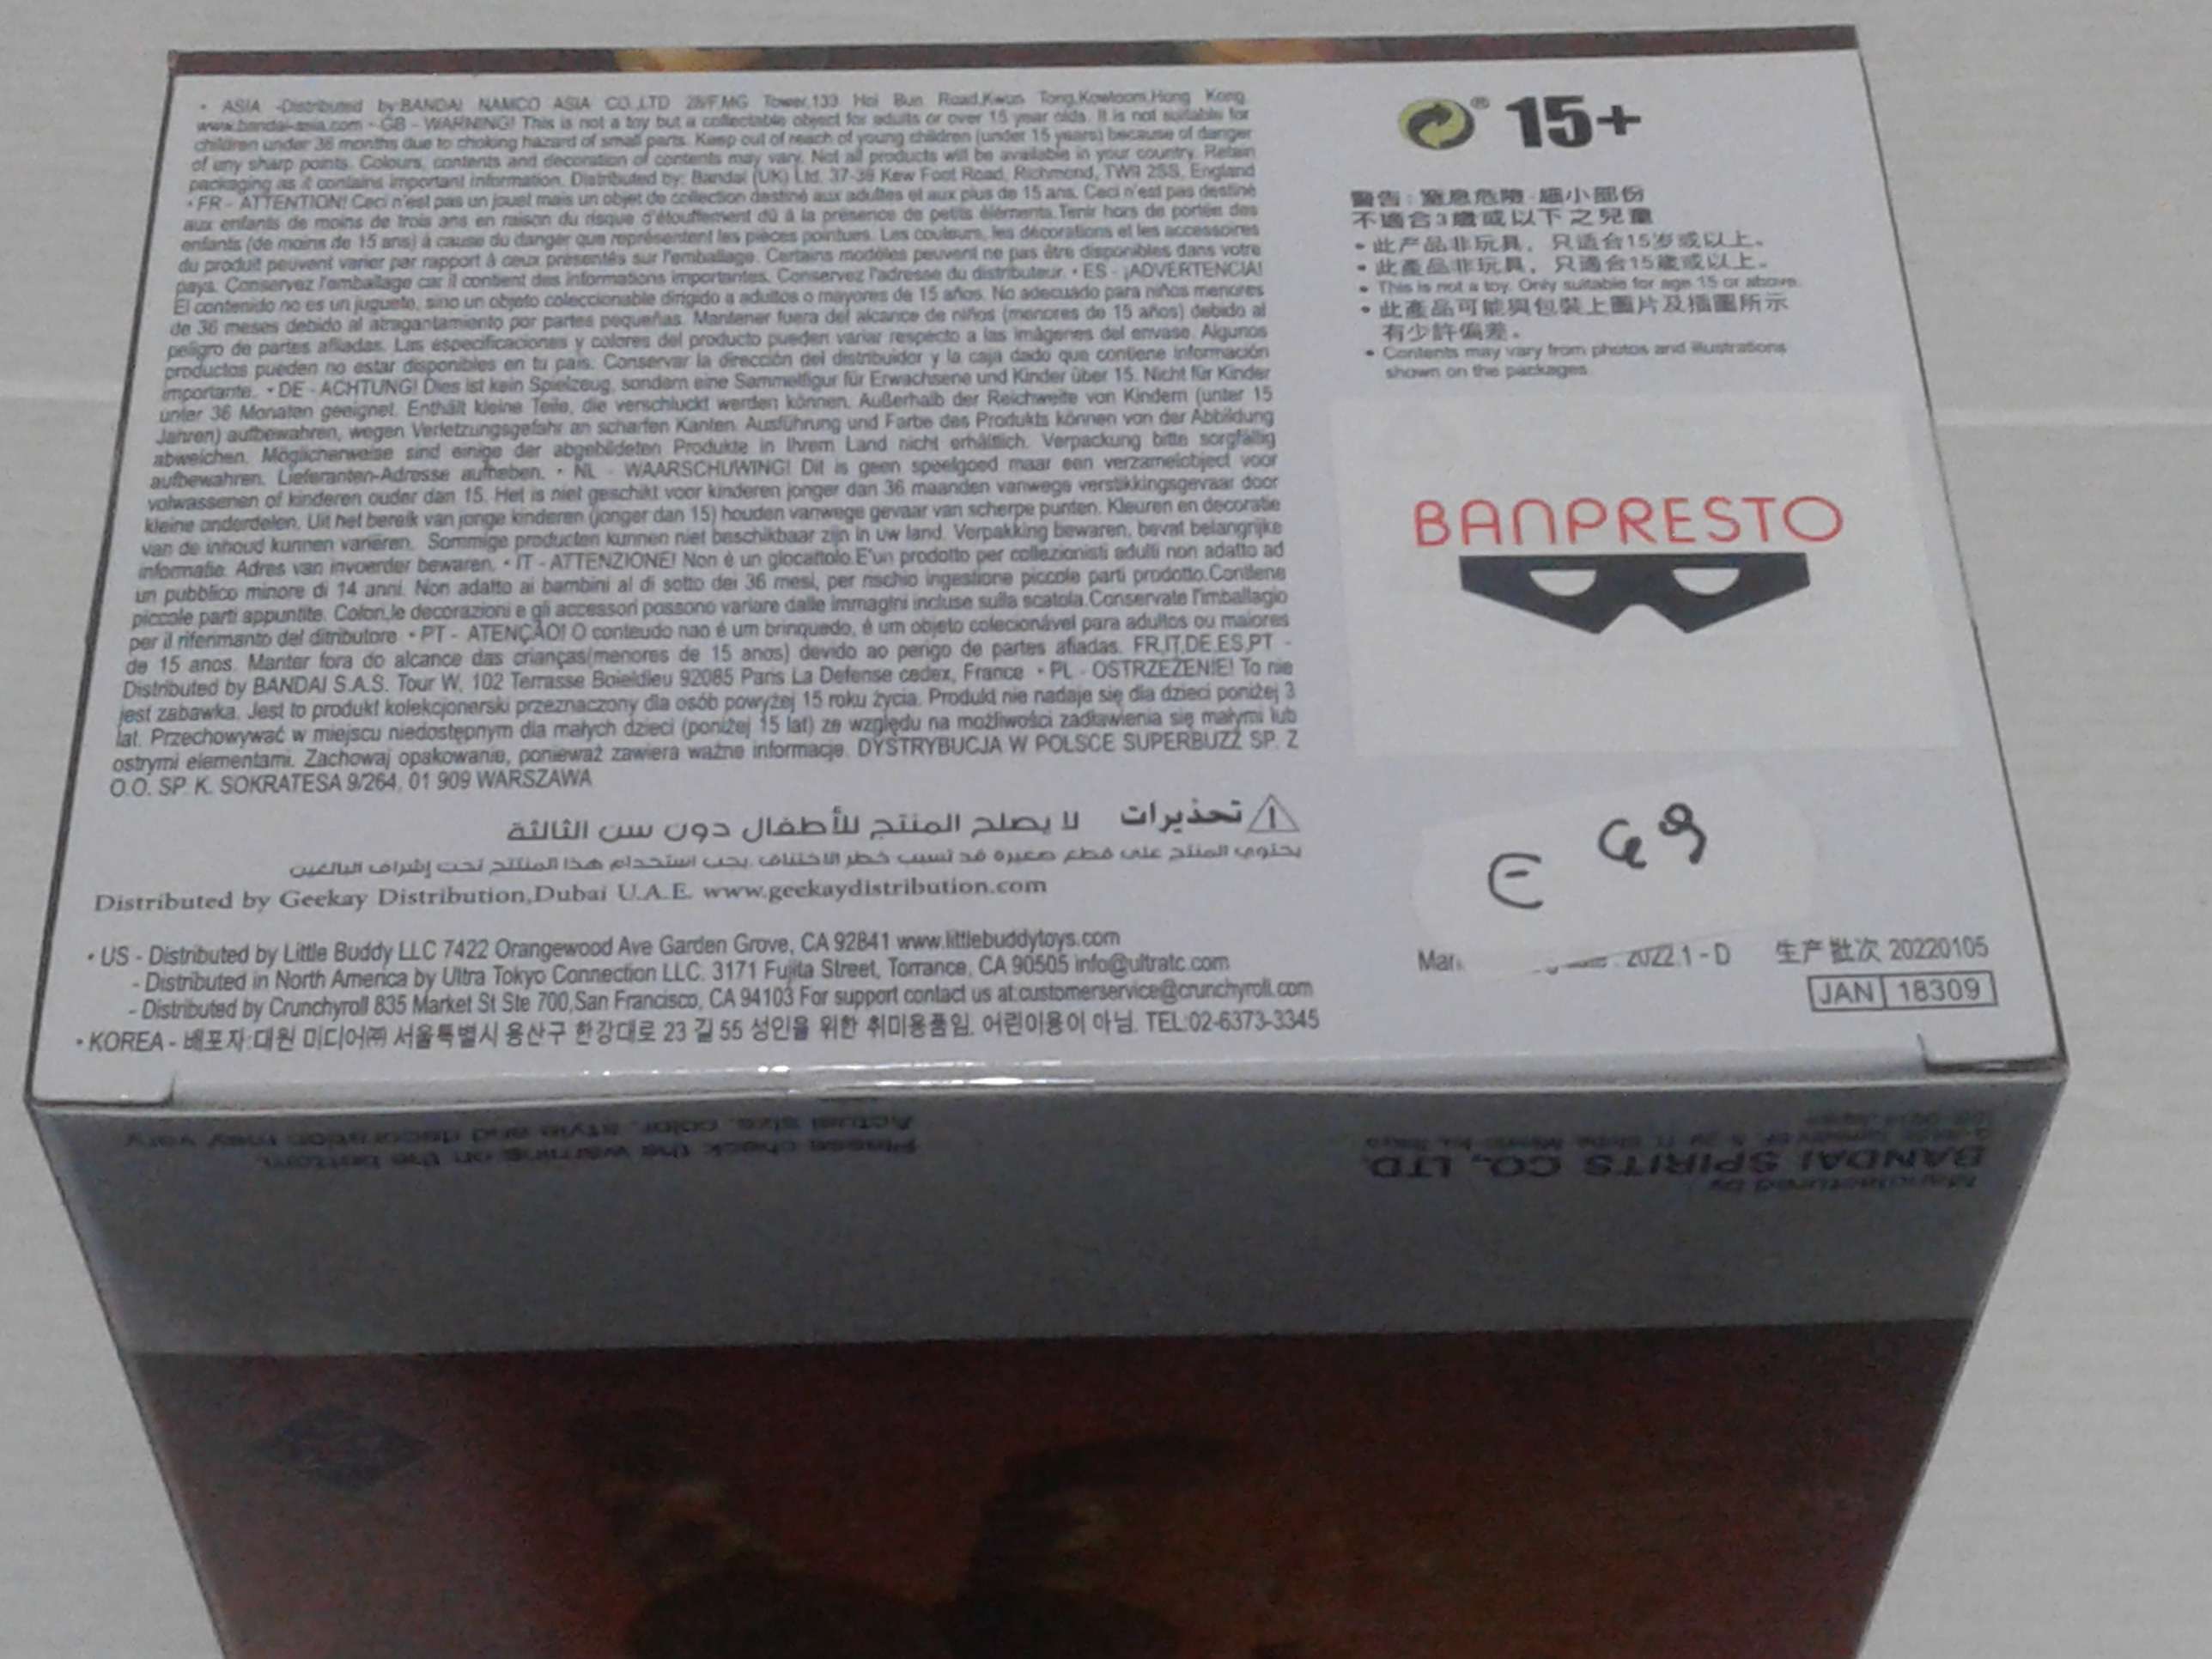 • ASIA -Distributed by:BANDAI NAMCO ASIA CO.,LTD 28/F,MG Tower,133 Hoi Bun Road,Kwun Tong,Kowloom,Hong Kong.
www.bandai-asia.com • GB - WARNING! This is not a toy but a collectable object for adults or over 15 year olds. It is not suitable for
children under 36 months due to choking hazard of small parts. Keep out of reach of young children (under 15 years) because of danger
of any sharp points. Colours, contents and decoration of contents may vary. Not all products will be available in your country. Retain
packaging as it contains important information. Distributed by: Bandai (UK) Ltd. 37-39 Kew Foot Road, Richmond, TW9 2SS, England
• FR - ATTENTION! Ceci n'est pas un jouet mais un objet de collection destiné aux adultes et aux plus de 15 ans. Ceci n'est pas destiné
aux enfants de moins de trois ans en raison du risque d'étouffement dû à la présence de petits éléments.Tenir hors de portée des
enfants (de moins de 15 ans) à cause du danger que représentent les pièces pointues. Les couleurs, les décorations et les accessoires
du produit peuvent varier par rapport à ceux présentés sur l'emballage. Certains modèles peuvent ne pas être disponibles dans votre
pays. Conservez l'emballage car il contient des informations importantes. Conservez l'adresse du distributeur. • ES - ¡ADVERTENCIA!
El contenido no es un juguete, sino un objeto coleccionable dirigido a adultos o mayores de 15 años. No adecuado para niños menores
de 36 meses debido al atragantamiento por partes pequeñas. Mantener fuera del alcance de niños (menores de 15 años) debido al
peligro de partes afiladas. Las especificaciones y colores del producto pueden variar respecto a las imágenes del envase. Algunos
productos pueden no estar disponibles en tu país. Conservar la dirección del distribuidor y la caja dado que contiene información
importante. • DE - ACHTUNG! Dies ist kein Spielzeug, sondern eine Sammelfigur für Erwachsene und Kinder über 15. Nicht für Kinder
unter 36 Monaten geeignet. Enthält kleine Teile, die verschluckt werden können. Außerhalb der Reichweite von Kindern (unter 15
Jahren) aufbewahren, wegen Verletzungsgefahr an scharfen Kanten. Ausführung und Farbe des Produkts können von der Abbildung
abweichen. Möglicherweise sind einige der abgebildeten Produkte in Ihrem Land nicht erhältlich. Verpackung bitte sorgfältig
aufbewahren. Lieferanten-Adresse aufheben. • NL - WAARSCHUWING! Dit is geen speelgoed maar een verzamelobject voor
volwassenen of kinderen ouder dan 15. Het is niet geschikt voor kinderen jonger dan 36 maanden vanwege verstikkingsgevaar door
kleine onderdelen. Uit het bereik van jonge kinderen (jonger dan 15) houden vanwege gevaar van scherpe punten. Kleuren en decoratie
van de inhoud kunnen variëren. Sommige producten kunnen niet beschikbaar zijn in uw land. Verpakking bewaren, bevat belangrijke
informatie. Adres van invoerder bewaren. • IT - ATTENZIONE! Non è un giocattolo.E'un prodotto per collezionisti adulti non adatto ad
un pubblico minore di 14 anni. Non adatto ai bambini al di sotto dei 36 mesi, per rischio ingestione piccole parti prodotto.Contiene
piccole parti appuntite. Colori,le decorazioni e gli accessori possono variare dalle immagini incluse sulla scatola.Conservate l'imballagio
per il riferimanto del ditributore • PT - ATENÇÃO! O conteudo nao é um brinquedo, é um objeto colecionável para adultos ou maiores
de 15 anos. Manter fora do alcance das crianças(menores de 15 anos) devido ao perigo de partes afiadas. FR,IT,DE,ES,PT -
Distributed by BANDAI S.A.S. Tour W, 102 Terrasse Boieldieu 92085 Paris La Defense cedex, France • PL - OSTRZEŻENIE! To nie
jest zabawka. Jest to produkt kolekcjonerski przeznaczony dla osób powyżej 15 roku życia. Produkt nie nadaje się dla dzieci poniżej 3
lat. Przechowywać w miejscu niedostępnym dla małych dzieci (poniżej 15 lat) ze względu na możliwości zadławienia się małymi lub
ostrymi elementami. Zachowaj opakowanie, ponieważ zawiera ważne informacje. DYSTRYBUCJA W POLSCE SUPERBUZZ SP. Z
O.O. SP. K. SOKRATESA 9/264, 01 909 WARSZAWA
تحذيرات لا يصلح المنتج للأطفال دون سن الثالثة
يحتوي المنتج على قطع صغيرة قد تسبب خطر الاختناق. يجب استخدام هذا المنتج تحت إشراف البالغين
Distributed by Geekay Distribution,Dubai U.A.E. www.geekaydistribution.com
• US - Distributed by Little Buddy LLC 7422 Orangewood Ave Garden Grove, CA 92841 www.littlebuddytoys.com
- Distributed in North America by Ultra Tokyo Connection LLC. 3171 Fujita Street, Torrance, CA 90505 info@ultratc.com
- Distributed by Crunchyroll 835 Market St Ste 700,San Francisco, CA 94103 For support contact us at:customerservice@crunchyroll.com
• KOREA - 배포자:대원 미디어㈜ 서울특별시 용산구 한강대로 23 길 55 성인을 위한 취미용품임. 어린이용이 아님. TEL:02-6373-3345
® 15+
警告：窒息危險-細小部份
不適合3歲或以下之兒童
• 此产品非玩具，只适合15岁或以上。
• 此產品非玩具，只適合15歲或以上。
• This is not a toy. Only suitable for age 15 or above.
• 此產品可能與包裝上圖片及插圖所示
有少許偏差。
• Contents may vary from photos and illustrations
shown on the packages.
BANPRESTO
E 49
2022.1 - D 生产批次 20220105
JAN 18309
Please check the warning on the bottom.
Actual size, color, style and decoration may vary
Manufactured by
BANDAI SPIRITS CO., LTD.